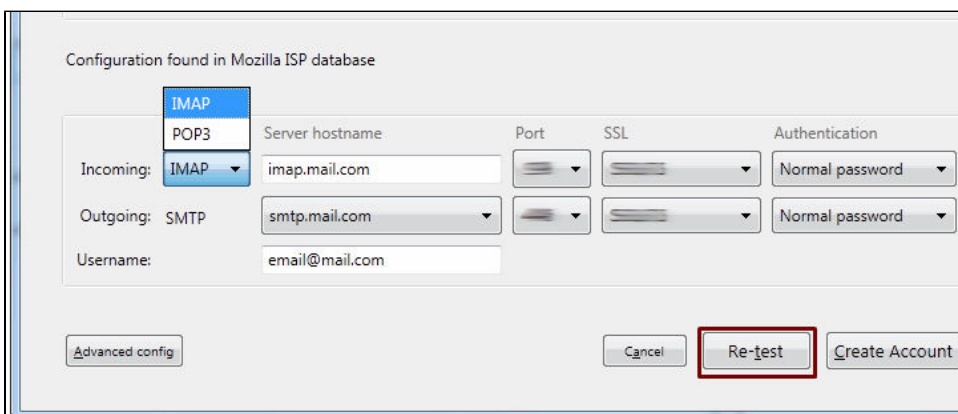 Configuration found in Mozilla ISP database
IMAP
POP3
Server hostname Port SSL Authentication
Incoming: IMAP imap.mail.com Normal password
Outgoing: SMTP smtp.mail.com Normal password
Username: email@mail.com
Advanced config Cancel Re-test Create Account